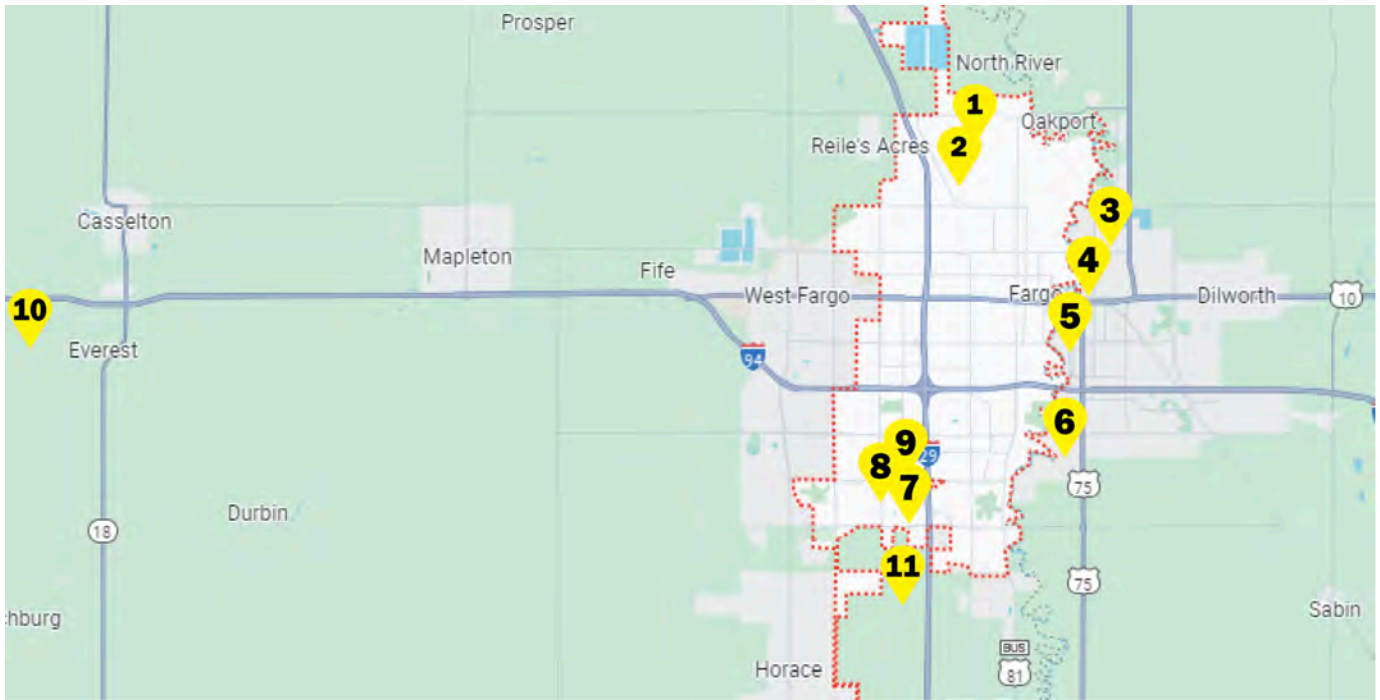 Prosper
North River
1
Oakport
2
Reile's Acres
3
Casselton
Mapleton
4
Fife
West Fargo
Fargo
Dilworth
10
10
5
Everest
94
6
9
29
8
7
75
Durbin
18
11
75
chburg
Sabin
BUS
81
Horace